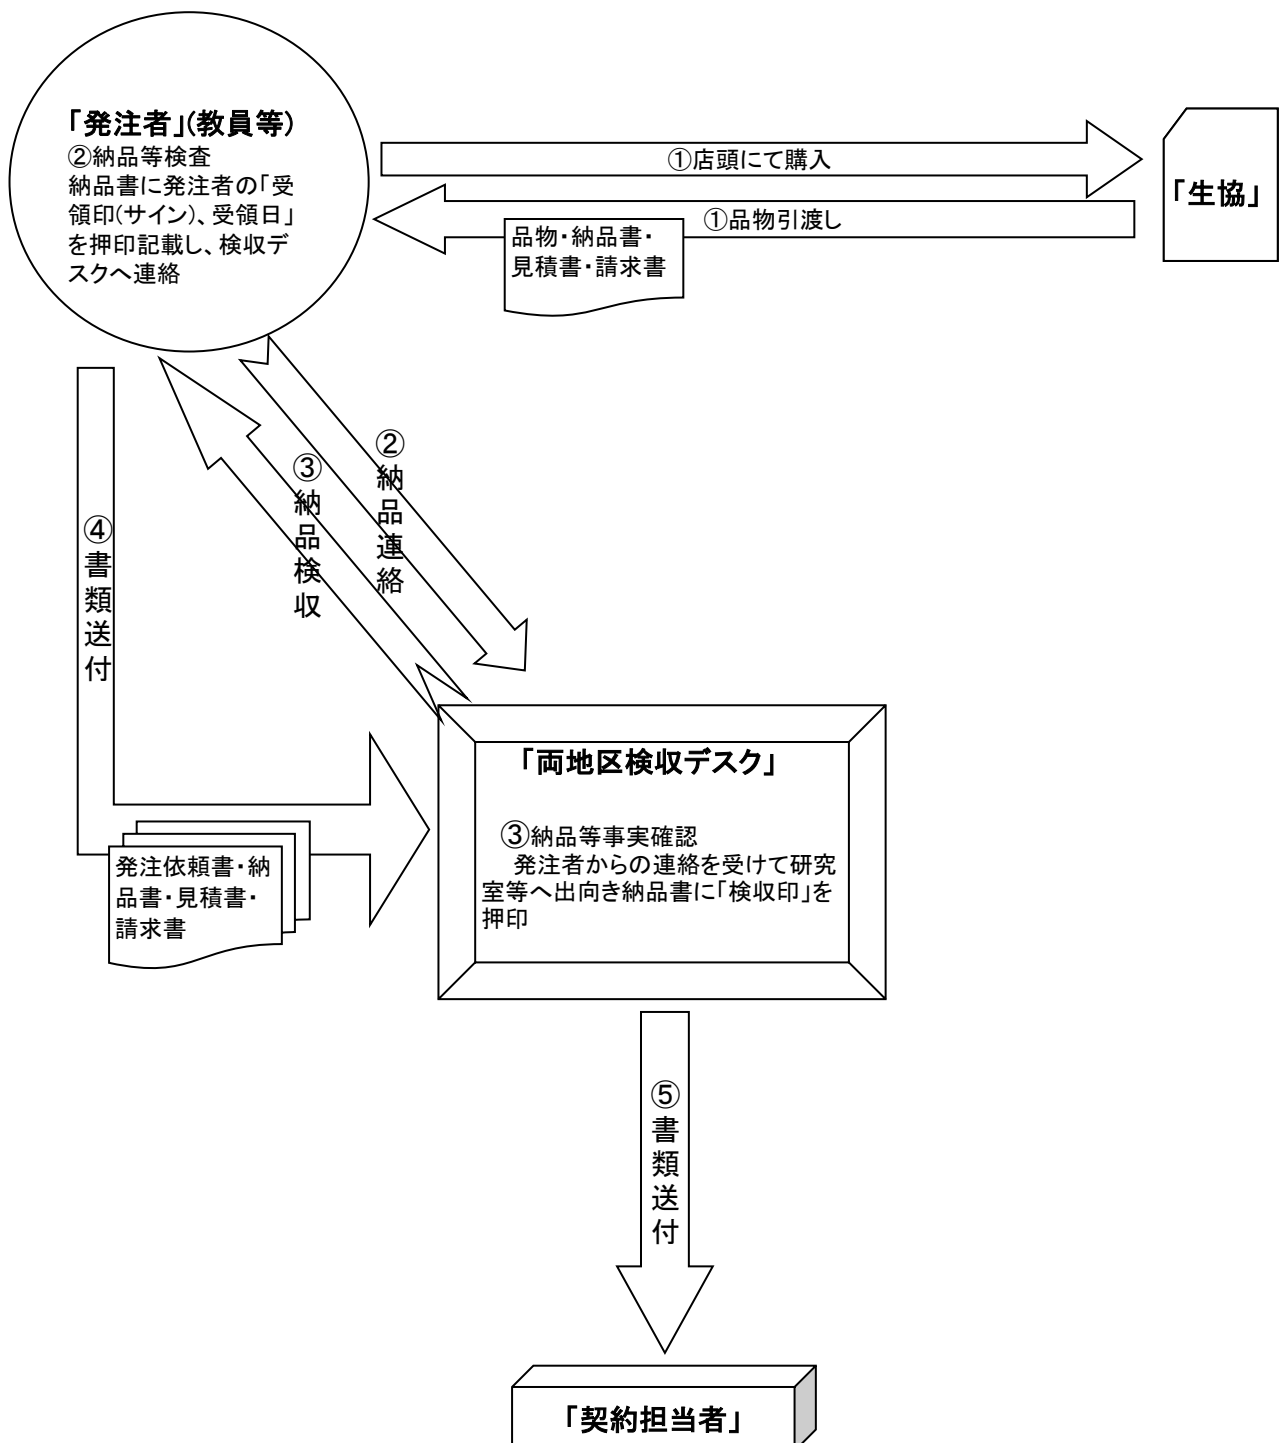 「発注者」(教員等)
②納品等検査
納品書に発注者の「受
領印(サイン)、受領日」
を押印記載し、検収デ
スクへ連絡
①店頭にて購入
「生協」
①品物引渡し
品物・納品書・
見積書・請求書
②納品連絡
③納品検収
④書類送付
「両地区検収デスク」
③納品等事実確認
発注者からの連絡を受けて研究
室等へ出向き納品書に「検収印」を
押印
発注依頼書・納
品書・見積書・
請求書
⑤書類送付
「契約担当者」